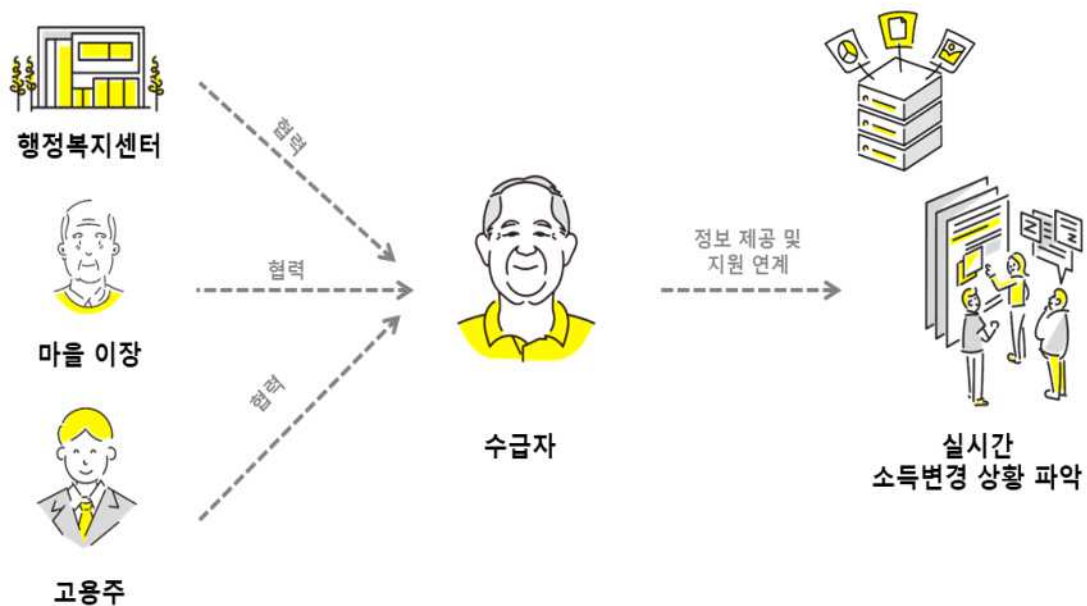 행정복지센터
협력
마을 이장
협력
고용주
협력
수급자
정보 제공 및
지원 연계
실시간
소득변경 상황 파악